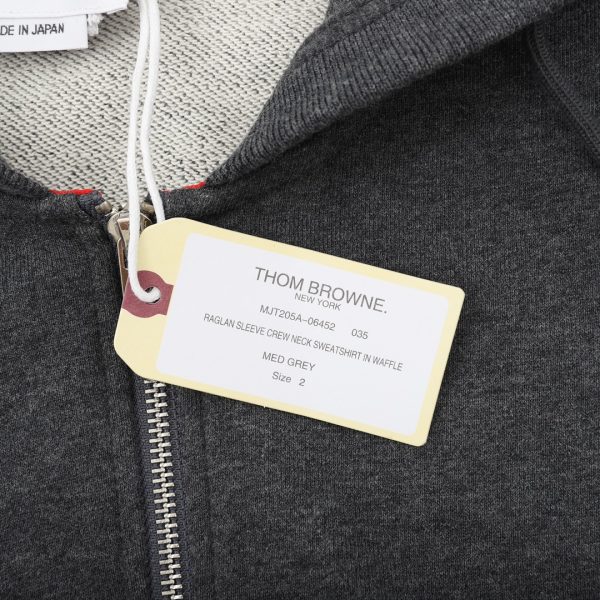 DE IN JAPAN
THOM BROWNE.
NEW YORK
MJT205A-06452 035
RAGLAN SLEEVE CREW NECK SWEATSHIRT IN WAFFLE
MED GREY
Size 2